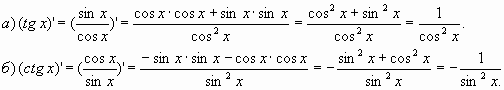 а) (tg x)' = (sin x / cos x)' = (cos x · cos x + sin x · sin x) / cos² x = (cos² x + sin² x) / cos² x = 1 / cos² x.
б) (ctg x)' = (cos x / sin x)' = (− sin x · sin x − cos x · cos x) / sin² x = − (sin² x + cos² x) / sin² x = − 1 / sin² x.